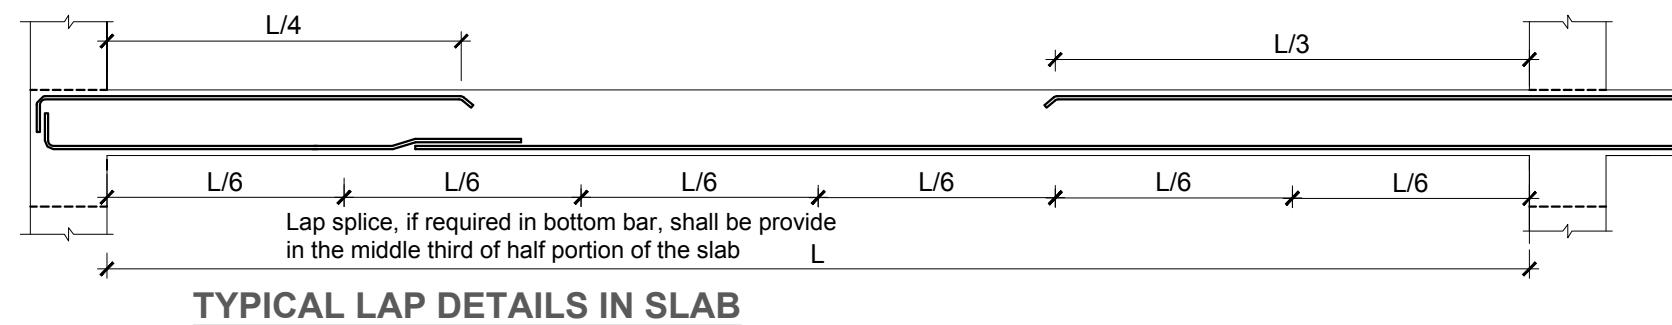 L/4
L/3
L/6 L/6 L/6 L/6 L/6 L/6
Lap splice, if required in bottom bar, shall be provide
in the middle third of half portion of the slab
L
TYPICAL LAP DETAILS IN SLAB